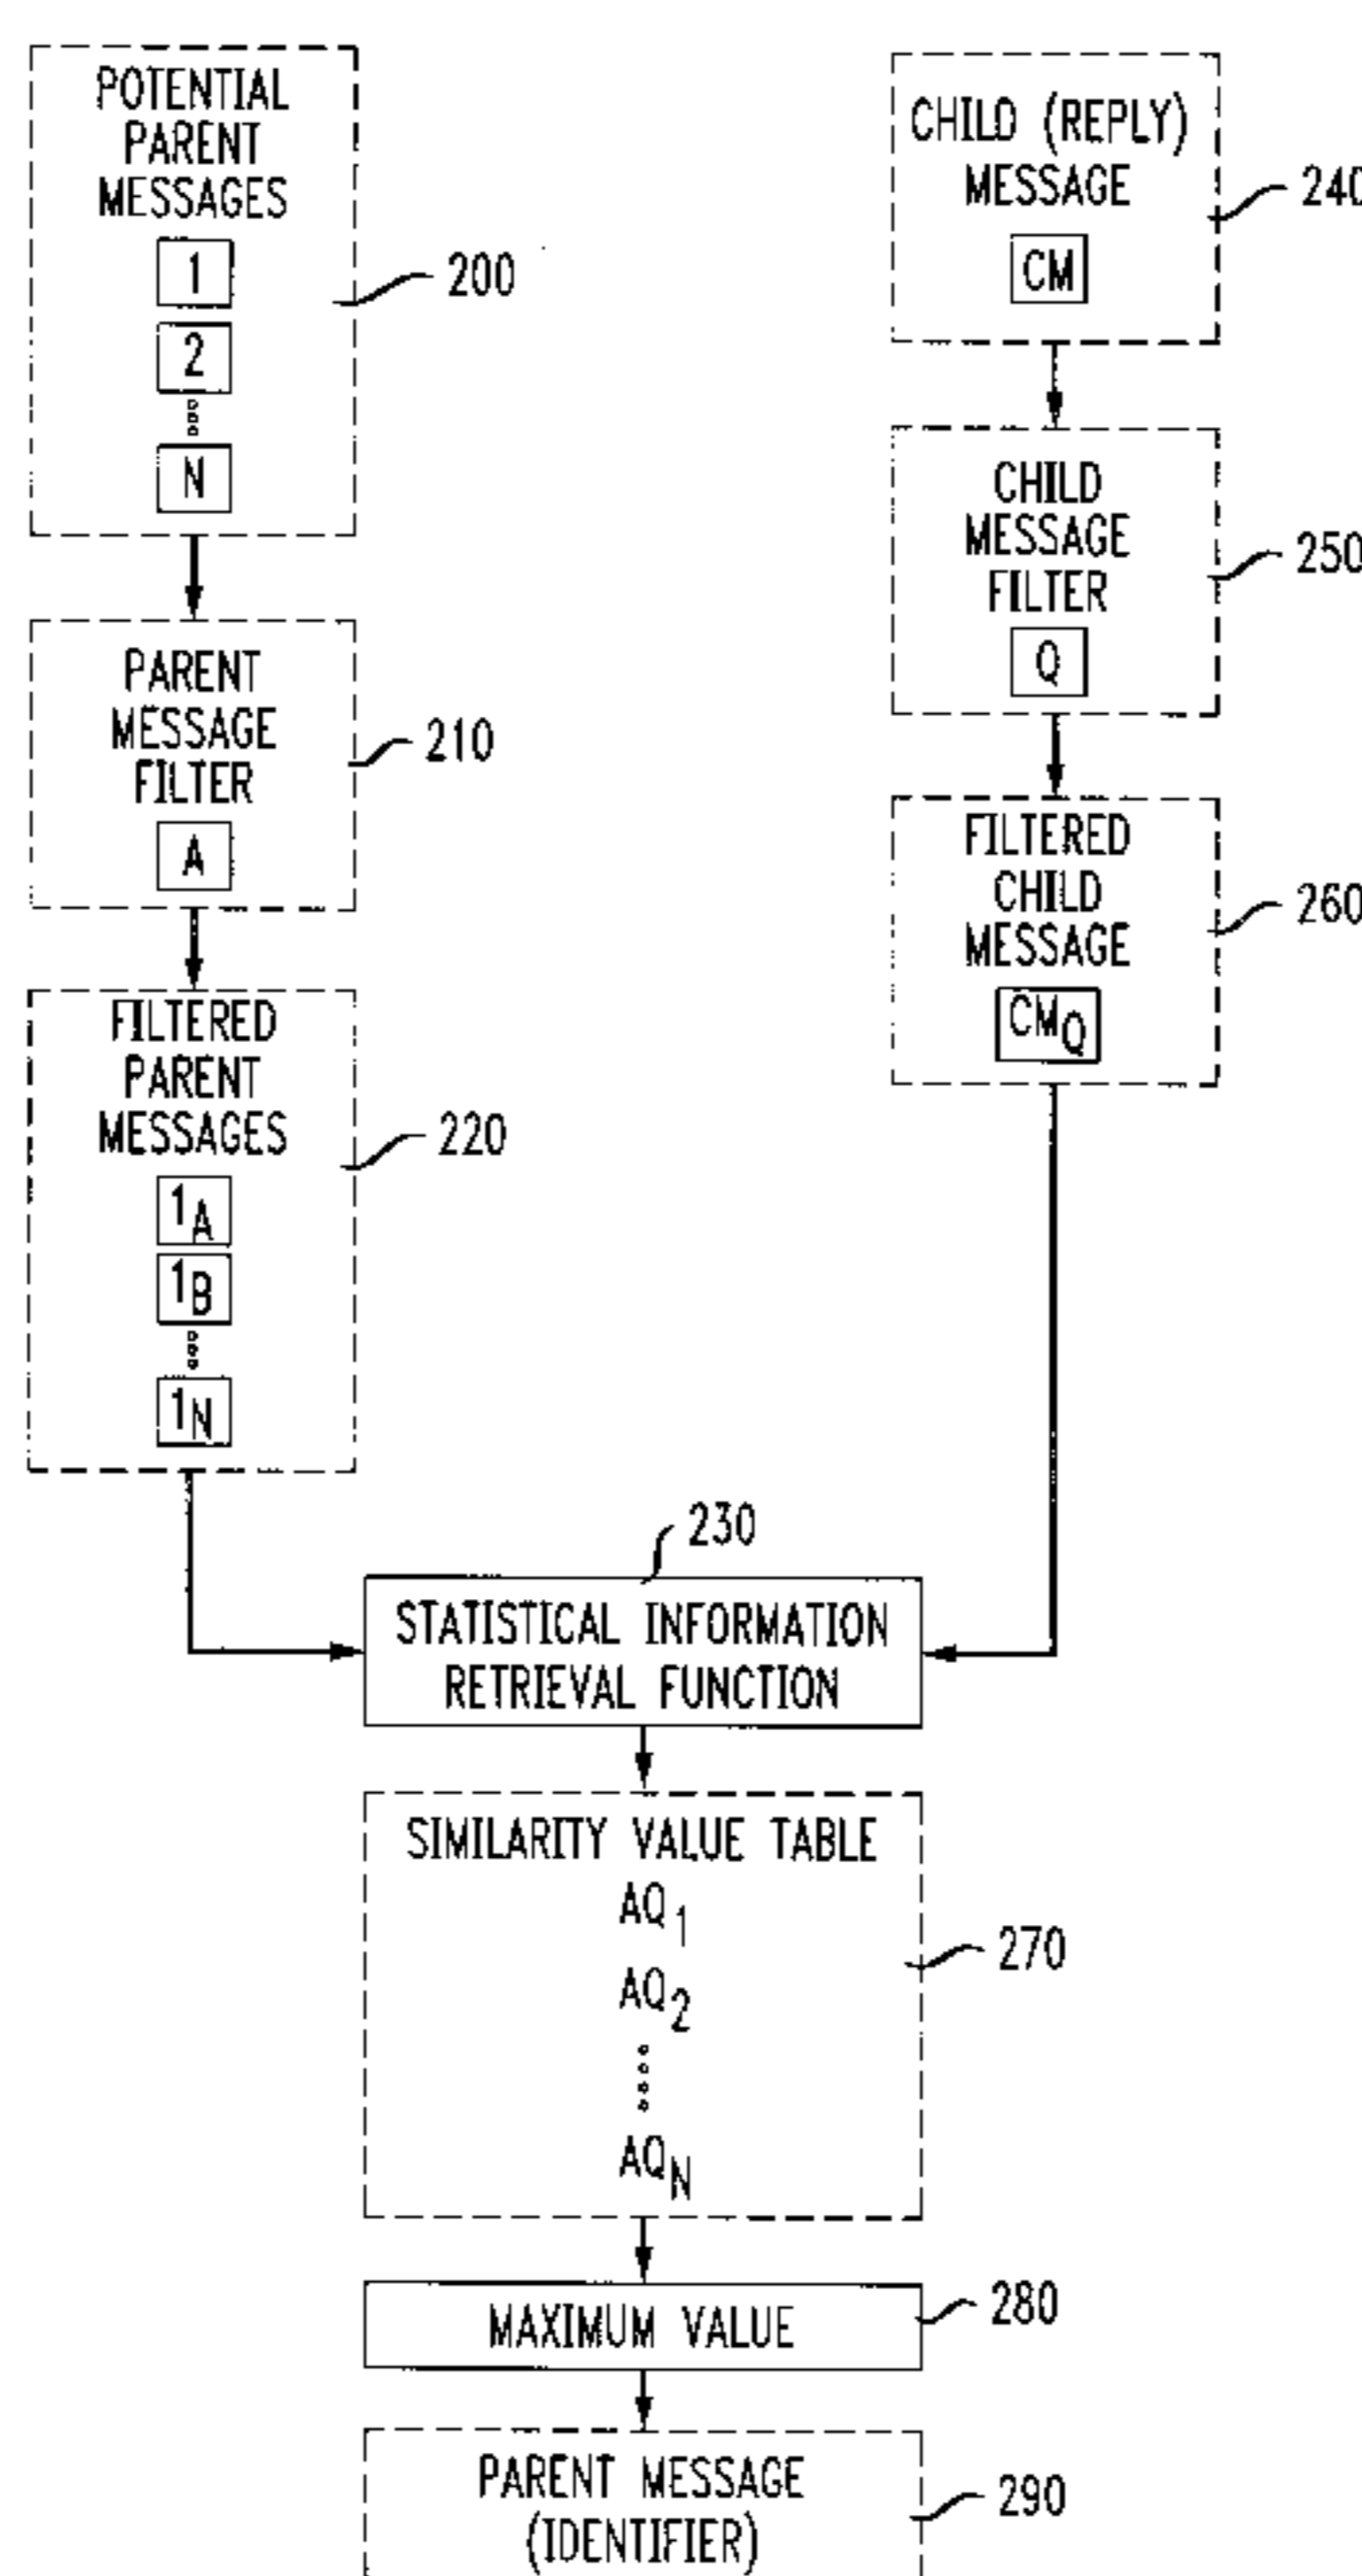 POTENTIAL
PARENT
MESSAGES
1
2
N
200
PARENT
MESSAGE
FILTER
A
210
FILTERED
PARENT
MESSAGES
1A
1B
1N
220
CHILD (REPLY)
MESSAGE
CM
240
CHILD
MESSAGE
FILTER
Q
250
FILTERED
CHILD
MESSAGE
CMQ
260
230
STATISTICAL INFORMATION
RETRIEVAL FUNCTION
SIMILARITY VALUE TABLE
AQ1
AQ2
AQN
270
MAXIMUM VALUE
280
PARENT MESSAGE
(IDENTIFIER)
290